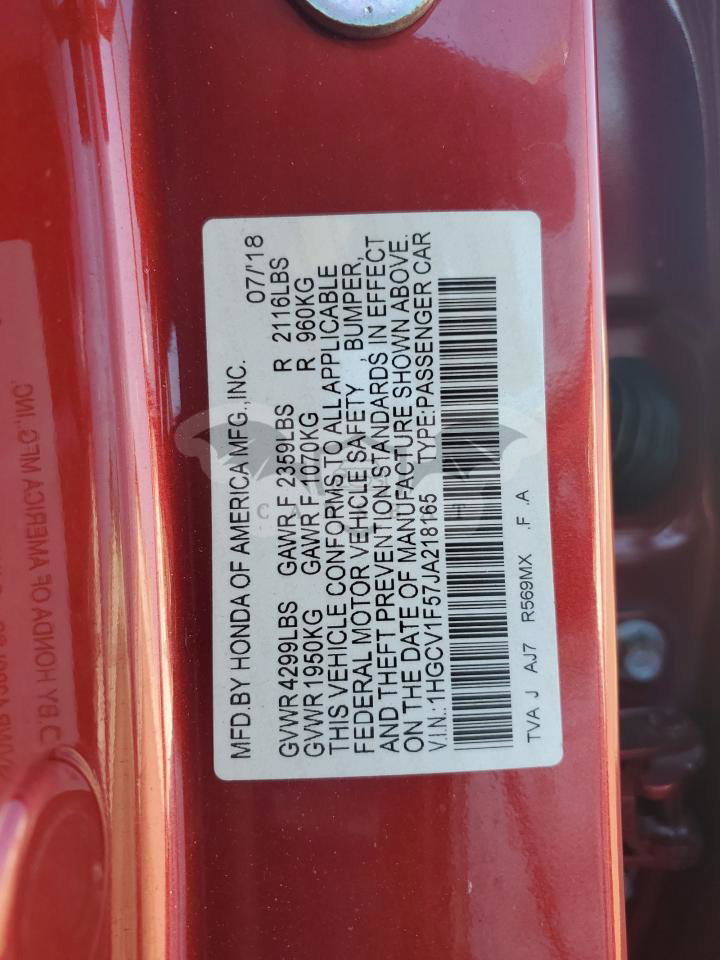 MFD.BY HONDA OF AMERICA MFG.,INC. 07/'18
GVWR 4299LBS GAWR F 2359LBS R 2116LBS
GVWR 1950KG GAWR F 1070KG R 960KG
THIS VEHICLE CONFORMS TO ALL APPLICABLE
FEDERAL MOTOR VEHICLE SAFETY, BUMPER,
AND THEFT PREVENTION STANDARDS IN EFFECT
ON THE DATE OF MANUFACTURE SHOWN ABOVE.
V.I.N.:1HGCV1F57JA218165 TYPE:PASSENGER CAR
TVA J AJ7 R569MX .F .A